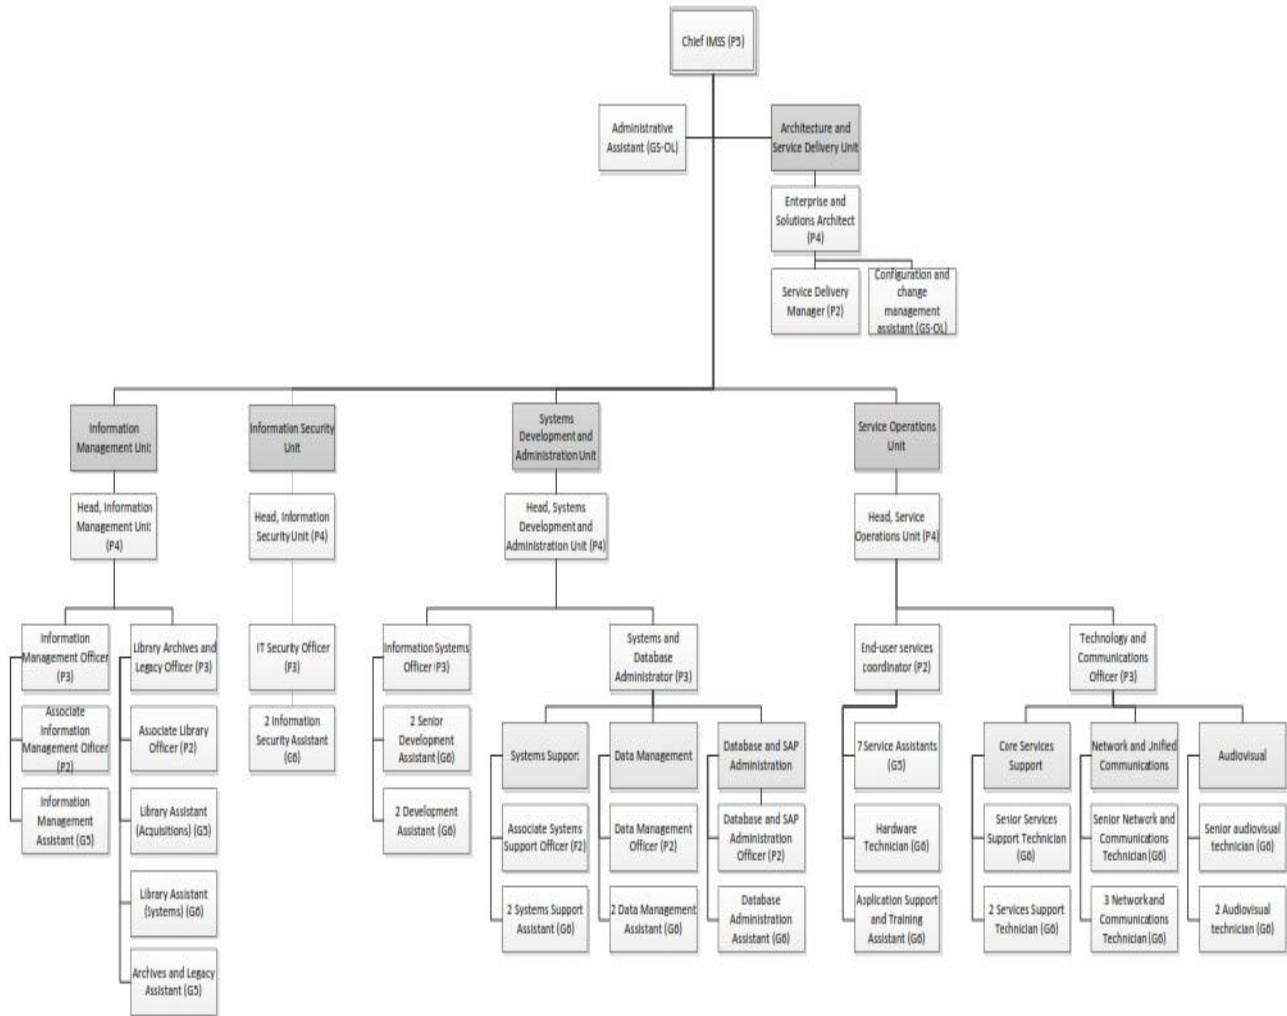 Chief IMSS (P5)
Administrative
Assistant (GS-OL)
Architecture and
Service Delivery Unit
Enterprise and
Solutions Architect
(P4)
Service Delivery
Manager (P2)
Configuration and
change
management
assistant (GS-OL)
Information
Management Unit
Information Security
Unit
Systems
Development and
Administration Unit
Service Operations
Unit
Head, Information
Management Unit
(P4)
Head, Information
Security Unit (P4)
Head, Systems
Development and
Administration Unit (P4)
Head, Service
Operations Unit (P4)
Information
Management Officer
(P3)
Library Archives and
Legacy Officer (P3)
IT Security Officer
(P3)
Information Systems
Officer (P3)
Systems and
Database
Administrator (P3)
End-user services
coordinator (P2)
Technology and
Communications
Officer (P3)
Associate
Information
Management Officer
(P2)
Associate Library
Officer (P2)
2 Information
Security Assistant
(G6)
2 Senior
Development
Assistant (G6)
Systems Support
Data Management
Database and SAP
Administration
7 Service Assistants
(G5)
Core Services
Support
Network and Unified
Communications
Audiovisual
Information
Management
Assistant (G5)
Library Assistant
(Acquisitions) (G5)
2 Development
Assistant (G6)
Associate Systems
Support Officer (P2)
Data Management
Officer (P2)
Database and SAP
Administration
Officer (P2)
Hardware
Technician (G6)
Senior Services
Support Technician
(G6)
Senior Network and
Communications
Technician (G6)
Senior audiovisual
technician (G6)
Library Assistant
(Systems) (G6)
2 Systems Support
Assistant (G6)
2 Data Management
Assistant (G6)
Database
Administration
Assistant (G6)
Application Support
and Training
Assistant (G6)
2 Services Support
Technician (G6)
3 Network and
Communications
Technician (G6)
2 Audiovisual
technician (G6)
Archives and Legacy
Assistant (G5)